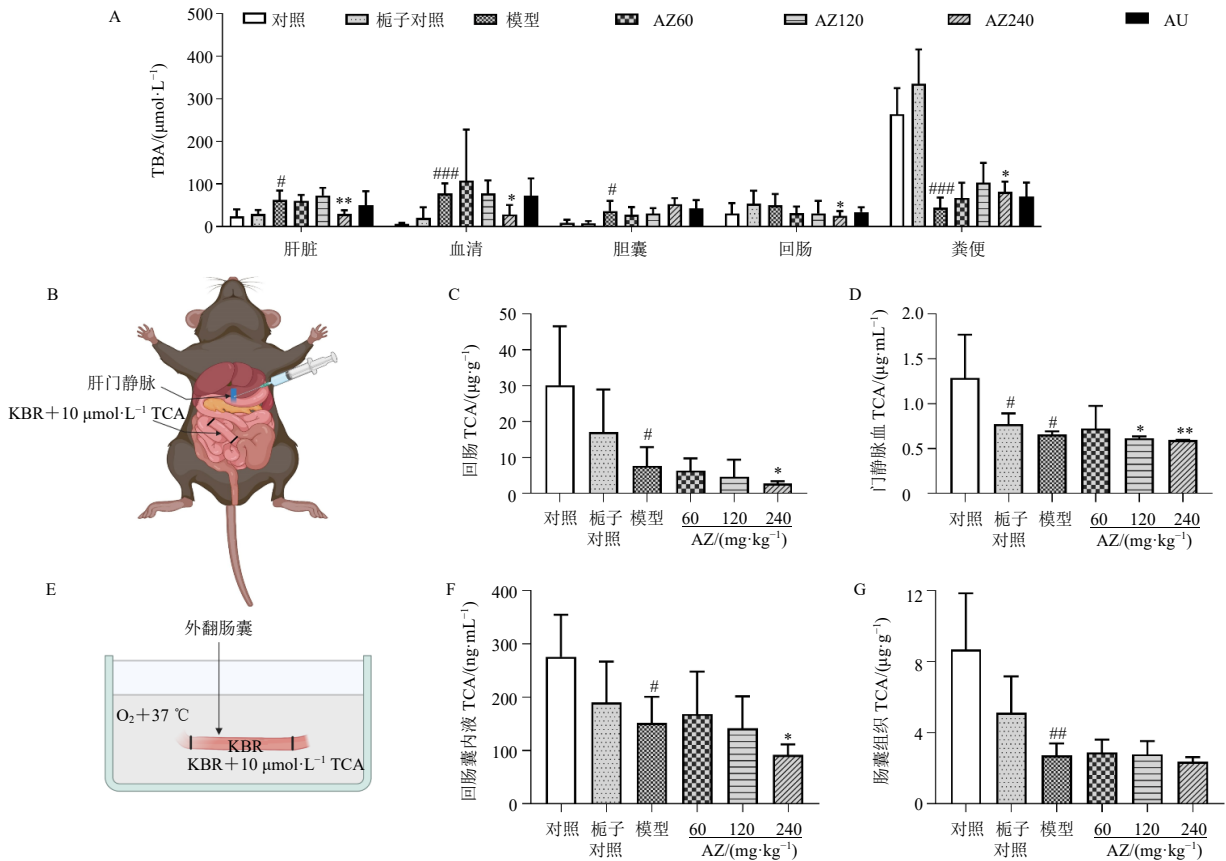 A
对照 栀子对照 模型 AZ60 AZ120 AZ240 AU
TBA/(μmol·L⁻¹)
500
400
300
200
100
0
# ** ### * # * ### *
肝脏 血清 胆囊 回肠 粪便
B
肝门静脉
KBR＋10 μmol·L⁻¹ TCA
C
回肠 TCA/(μg·g⁻¹)
50
40
30
20
10
0
# *
对照 栀子对照 模型 60 120 240
AZ/(mg·kg⁻¹)
D
门静脉血 TCA/(μg·mL⁻¹)
2.0
1.5
1.0
0.5
0
# # * **
对照 栀子对照 模型 60 120 240
AZ/(mg·kg⁻¹)
E
外翻肠囊
O₂＋37 ℃
KBR
KBR＋10 μmol·L⁻¹ TCA
F
回肠囊内液 TCA/(ng·mL⁻¹)
400
300
200
100
0
# *
对照 栀子对照 模型 60 120 240
AZ/(mg·kg⁻¹)
G
肠囊组织 TCA/(μg·g⁻¹)
12
8
4
0
##
对照 栀子对照 模型 60 120 240
AZ/(mg·kg⁻¹)